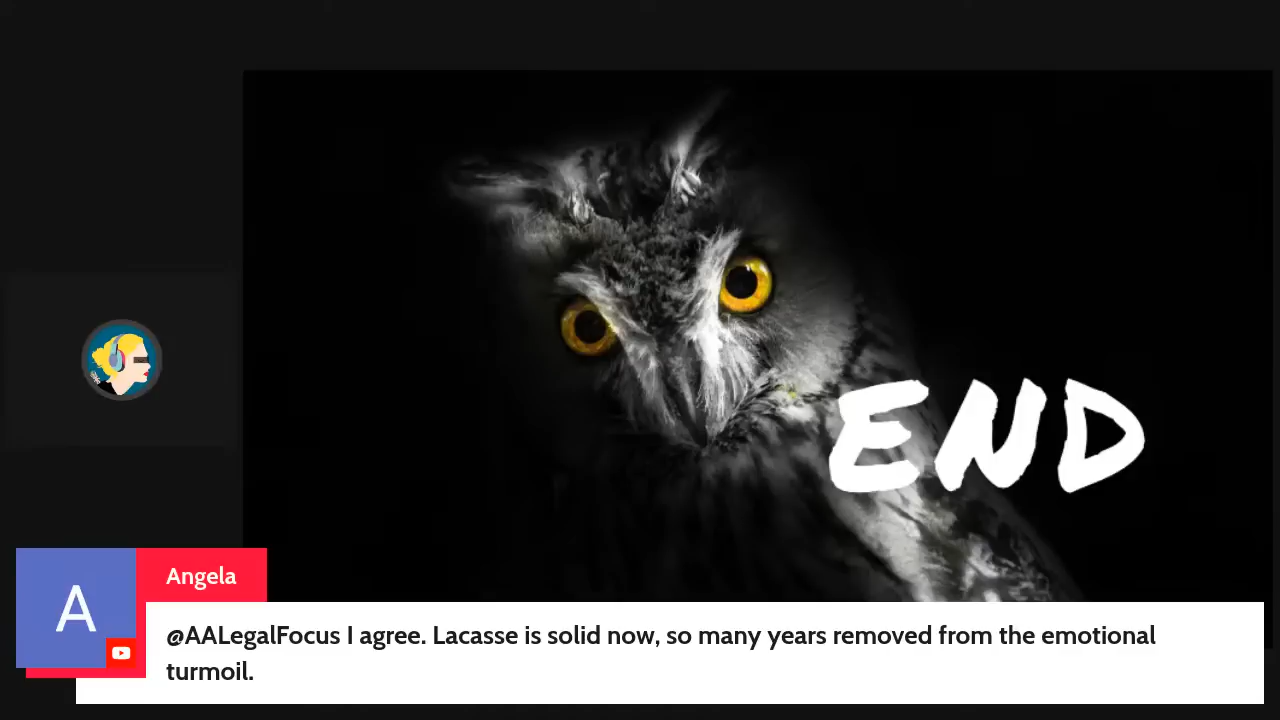 END
A
Angela
@AALegalFocus I agree. Lacasse is solid now, so many years removed from the emotional
turmoil.